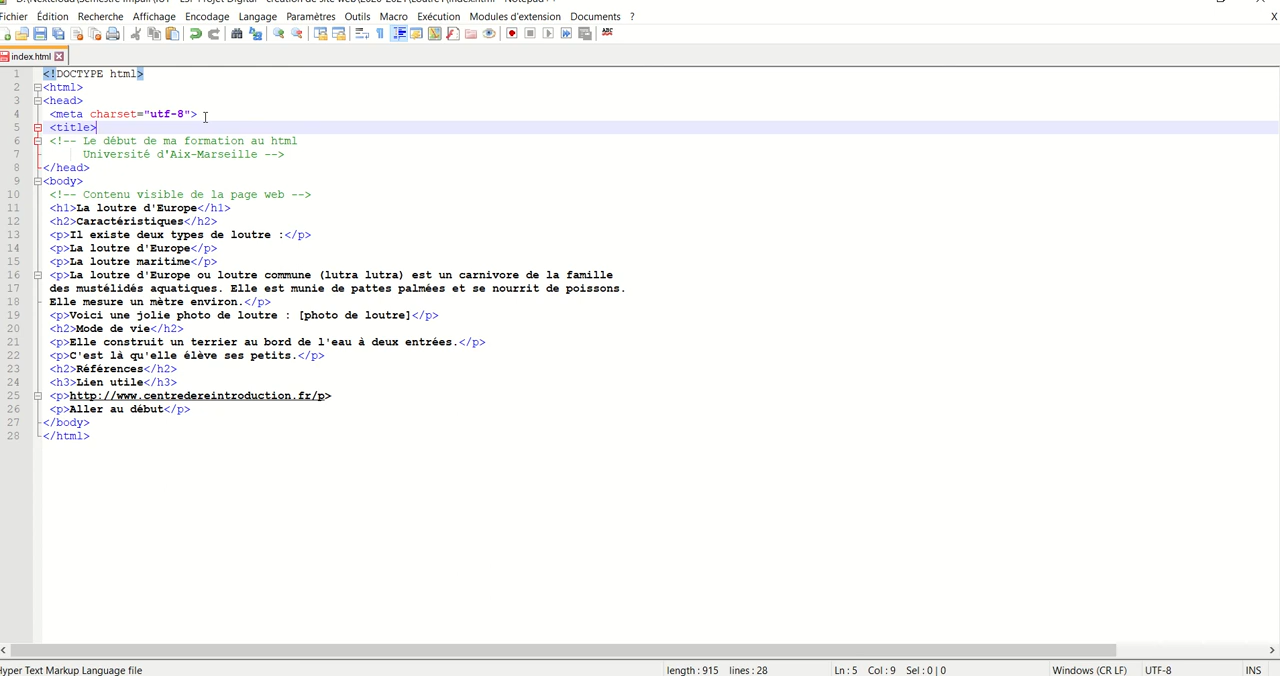 Fichier Édition Recherche Affichage Encodage Langage Paramètres Outils Macro Exécution Modules d'extension Documents ? X
ABC
index.html
1 <!DOCTYPE html>
2 <html>
3 <head>
4 <meta charset="utf-8">
5 <title>
6 <!-- Le début de ma formation au html
7 Université d'Aix-Marseille -->
8 </head>
9 <body>
10 <!-- Contenu visible de la page web -->
11 <h1>La loutre d'Europe</h1>
12 <h2>Caractéristiques</h2>
13 <p>Il existe deux types de loutre :</p>
14 <p>La loutre d'Europe</p>
15 <p>La loutre maritime</p>
16 <p>La loutre d'Europe ou loutre commune (lutra lutra) est un carnivore de la famille
17 des mustélidés aquatiques. Elle est munie de pattes palmées et se nourrit de poissons.
18 Elle mesure un mètre environ.</p>
19 <p>Voici une jolie photo de loutre : [photo de loutre]</p>
20 <h2>Mode de vie</h2>
21 <p>Elle construit un terrier au bord de l'eau à deux entrées.</p>
22 <p>C'est là qu'elle élève ses petits.</p>
23 <h2>Références</h2>
24 <h3>Lien utile</h3>
25 <p>http://www.centredereintroduction.fr/p>
26 <p>Aller au début</p>
27 </body>
28 </html>
Hyper Text Markup Language file length : 915 lines : 28 Ln : 5 Col : 9 Sel : 0 | 0 Windows (CR LF) UTF-8 INS